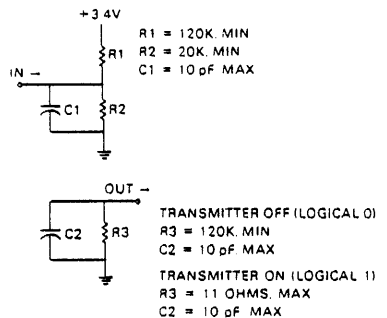 +3.4V
R1
R1 = 120K. MIN
R2 = 20K. MIN
C1 = 10 pF MAX
IN →
C1
R2
OUT →
C2
R3
TRANSMITTER OFF (LOGICAL 0)
R3 = 120K. MIN
C2 = 10 pF. MAX
TRANSMITTER ON (LOGICAL 1)
R3 = 11 OHMS, MAX
C2 = 10 pF MAX